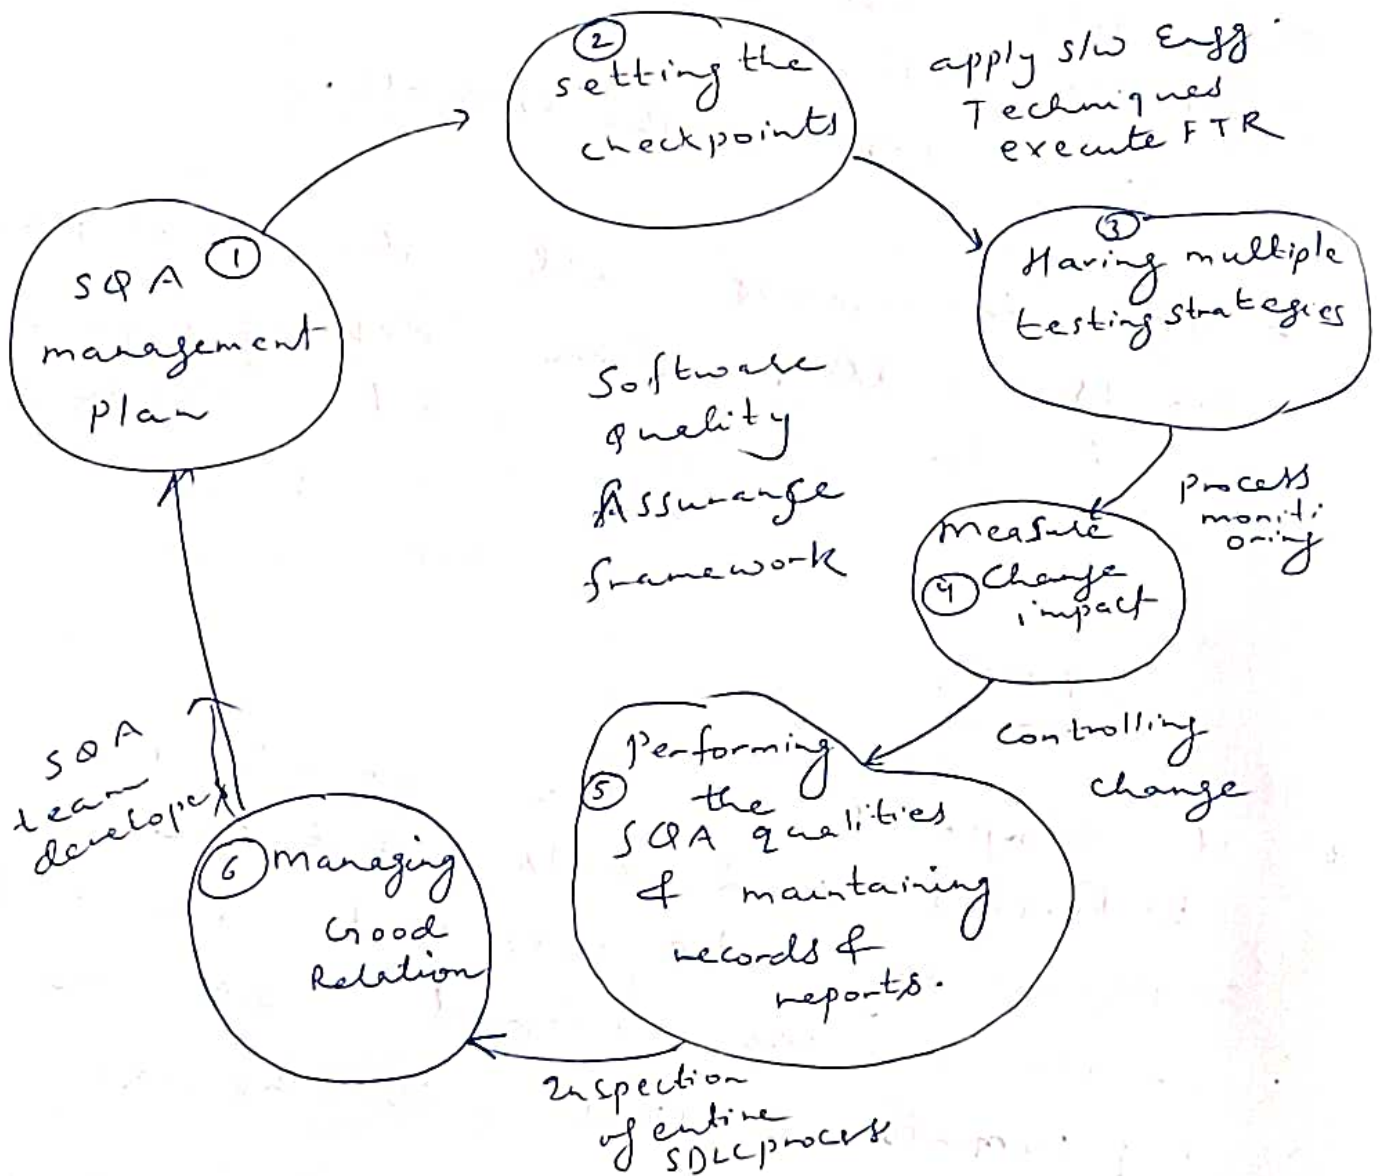 1
SQA
management
plan
2
setting the
checkpoints
apply s/w Engg
Techniques
execute FTR
3
Having multiple
testing strategies
process
moniti
oring
Measure
4 Change
impact
controlling
change
Performing
5 the
SQA qualities
& maintaining
records &
reports.
Inspection
of entire
SDLC process
6 Managing
Good
Relation
SQA
team
developer
Software
Quality
Assurance
framework